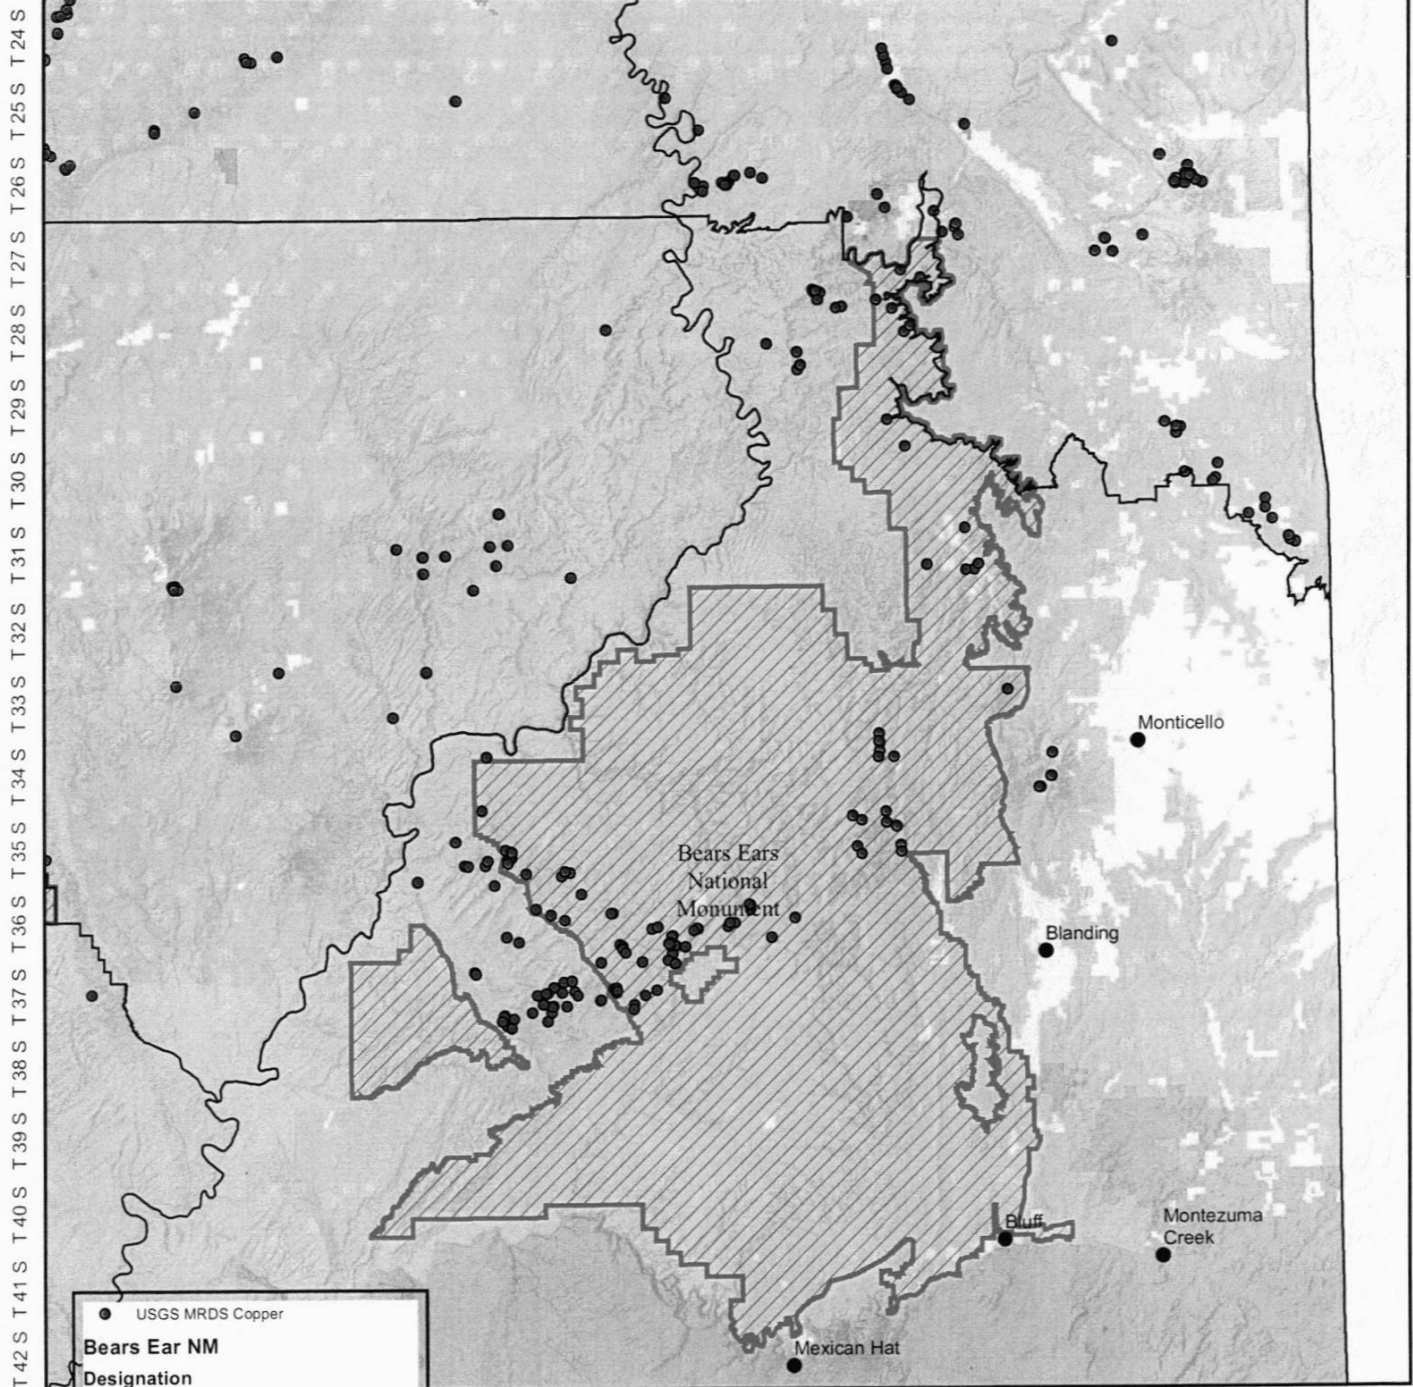 T 24 S
T 25 S
T 26 S
T 27 S
T 28 S
T 29 S
T 30 S
T 31 S
T 32 S
T 33 S
T 34 S
T 35 S
T 36 S
T 37 S
T 38 S
T 39 S
T 40 S
T 41 S
T 42 S
Monticello
Bears Ears
National
Monument
Blanding
Bluff
Montezuma
Creek
Mexican Hat
USGS MRDS Copper
Bears Ear NM
Designation